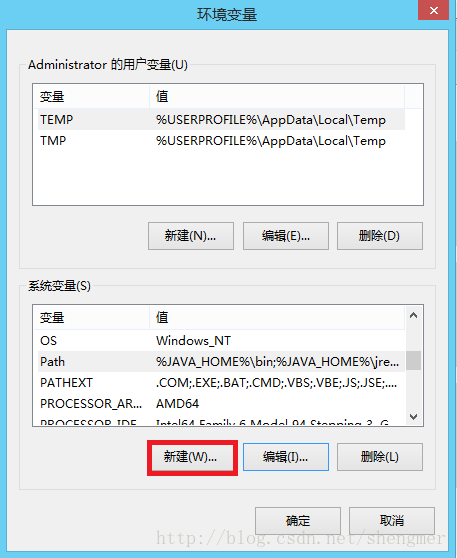 环境变量
Administrator 的用户变量(U)
变量 值
TEMP %USERPROFILE%\AppData\Local\Temp
TMP %USERPROFILE%\AppData\Local\Temp
新建(N)... 编辑(E)... 删除(D)
系统变量(S)
变量 值
OS Windows_NT
Path %JAVA_HOME%\bin;%JAVA_HOME%\jre...
PATHEXT .COM;.EXE;.BAT;.CMD;.VBS;.VBE;.JS;.JSE;....
PROCESSOR_AR... AMD64
PROCESSOR_IDE Intel64 Family 6 Model 94 Stepping 3, G
新建(W)... 编辑(I)... 删除(L)
确定 取消
http://blog.csdn.net/shengmer